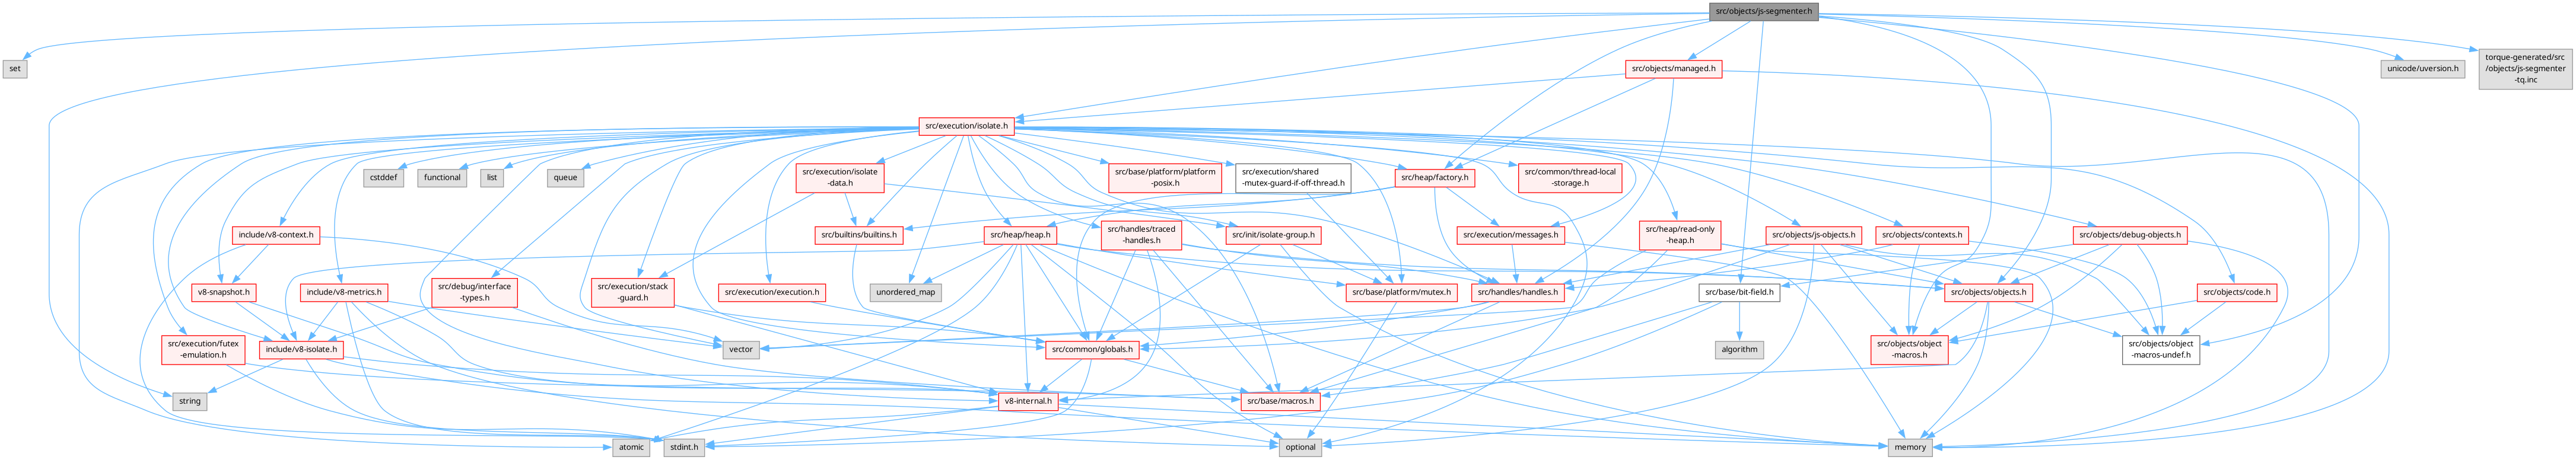 src/objects/js-segmenter.h
set
src/objects/managed.h
unicode/uversion.h
torque-generated/src
/objects/js-segmenter
-tq.inc
src/execution/isolate.h
cstddef
functional
list
queue
src/execution/isolate
-data.h
src/base/platform/platform
-posix.h
src/execution/shared
-mutex-guard-if-off-thread.h
src/heap/factory.h
src/common/thread-local
-storage.h
include/v8-context.h
src/builtins/builtins.h
src/heap/heap.h
src/handles/traced
-handles.h
src/init/isolate-group.h
src/execution/messages.h
src/heap/read-only
-heap.h
src/objects/js-objects.h
src/objects/contexts.h
src/objects/debug-objects.h
v8-snapshot.h
include/v8-metrics.h
src/debug/interface
-types.h
src/execution/stack
-guard.h
src/execution/execution.h
unordered_map
src/base/platform/mutex.h
src/handles/handles.h
src/base/bit-field.h
src/objects/objects.h
src/objects/code.h
src/execution/futex
-emulation.h
include/v8-isolate.h
vector
src/common/globals.h
algorithm
src/objects/object
-macros.h
src/objects/object
-macros-undef.h
string
v8-internal.h
src/base/macros.h
atomic
stdint.h
optional
memory